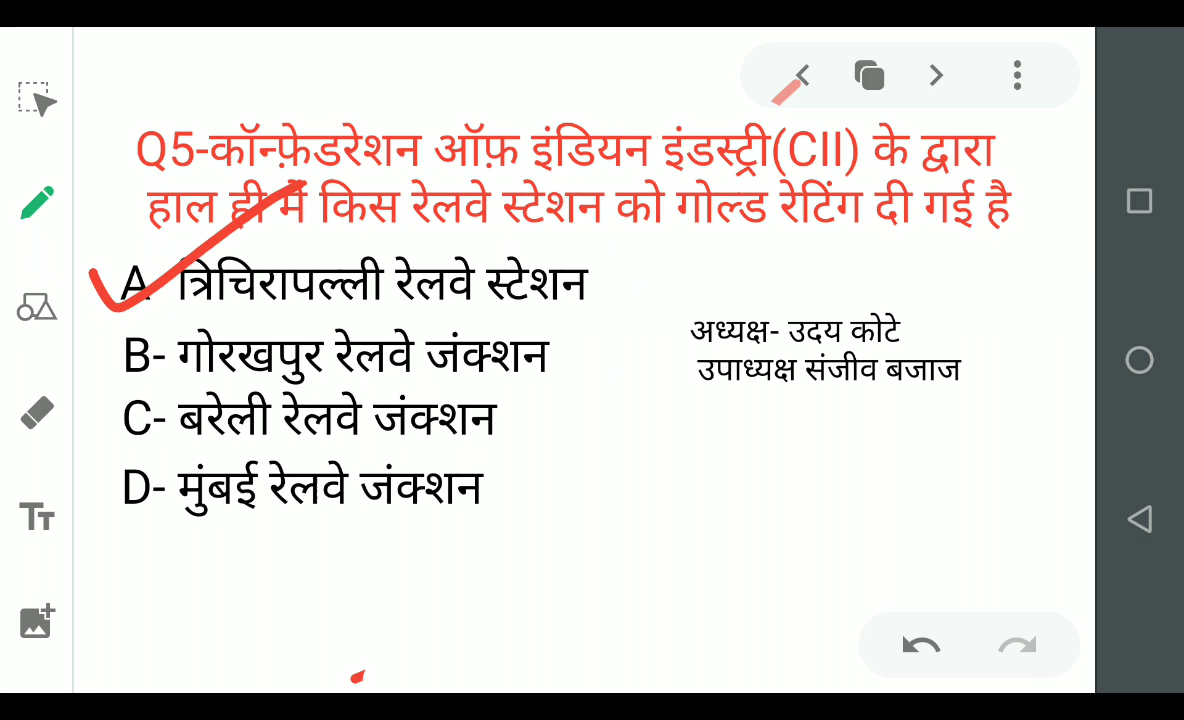 Q5-कॉन्फ़ेडरेशन ऑफ़ इंडियन इंडस्ट्री(CII) के द्वारा
हाल ही में किस रेलवे स्टेशन को गोल्ड रेटिंग दी गई है
A- त्रिचिरापल्ली रेलवे स्टेशन
B- गोरखपुर रेलवे जंक्शन
अध्यक्ष- उदय कोटे
उपाध्यक्ष संजीव बजाज
C- बरेली रेलवे जंक्शन
D- मुंबई रेलवे जंक्शन
TT